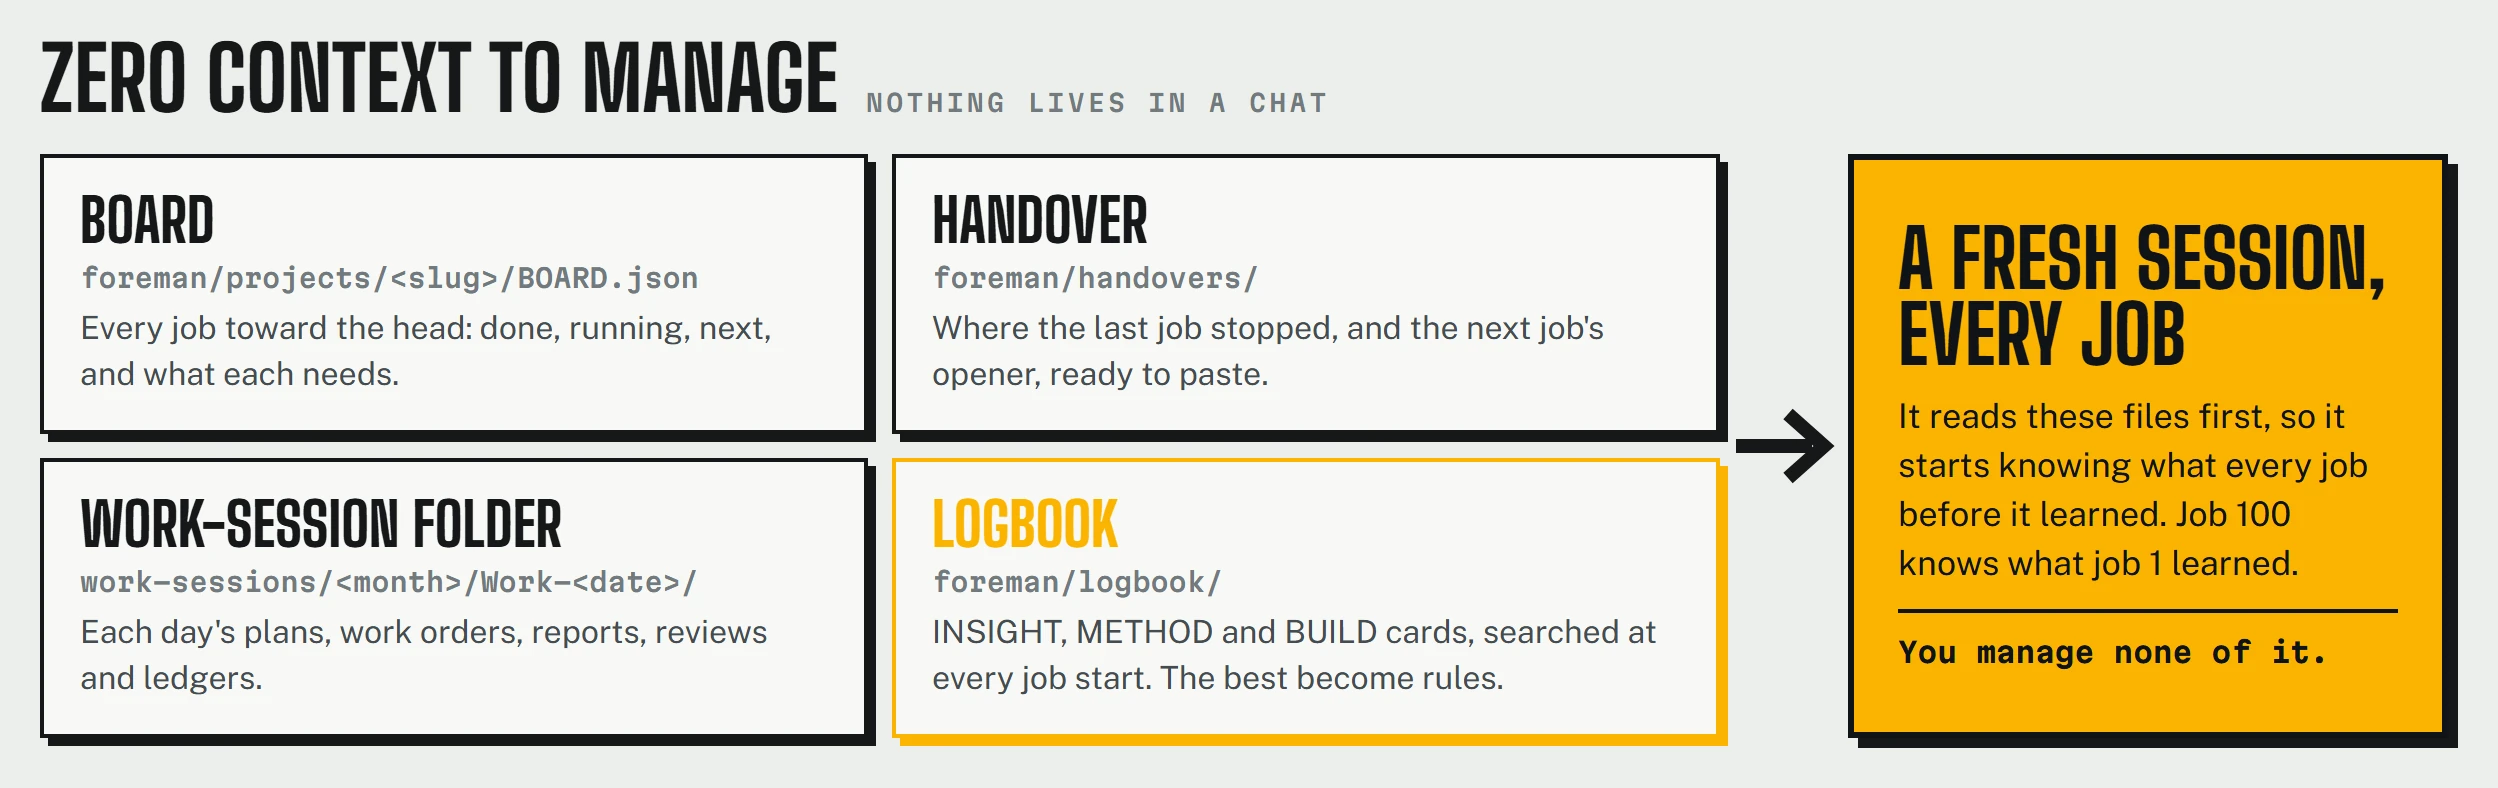 ZERO CONTEXT TO MANAGE
NOTHING LIVES IN A CHAT
BOARD
foreman/projects/<slug>/BOARD.json
Every job toward the head: done, running, next,
and what each needs.
HANDOVER
foreman/handovers/
Where the last job stopped, and the next job's
opener, ready to paste.
WORK-SESSION FOLDER
work-sessions/<month>/Work-<date>/
Each day's plans, work orders, reports, reviews
and ledgers.
LOGBOOK
foreman/logbook/
INSIGHT, METHOD and BUILD cards, searched at
every job start. The best become rules.
A FRESH SESSION,
EVERY JOB
It reads these files first, so it
starts knowing what every job
before it learned. Job 100
knows what job 1 learned.
You manage none of it.